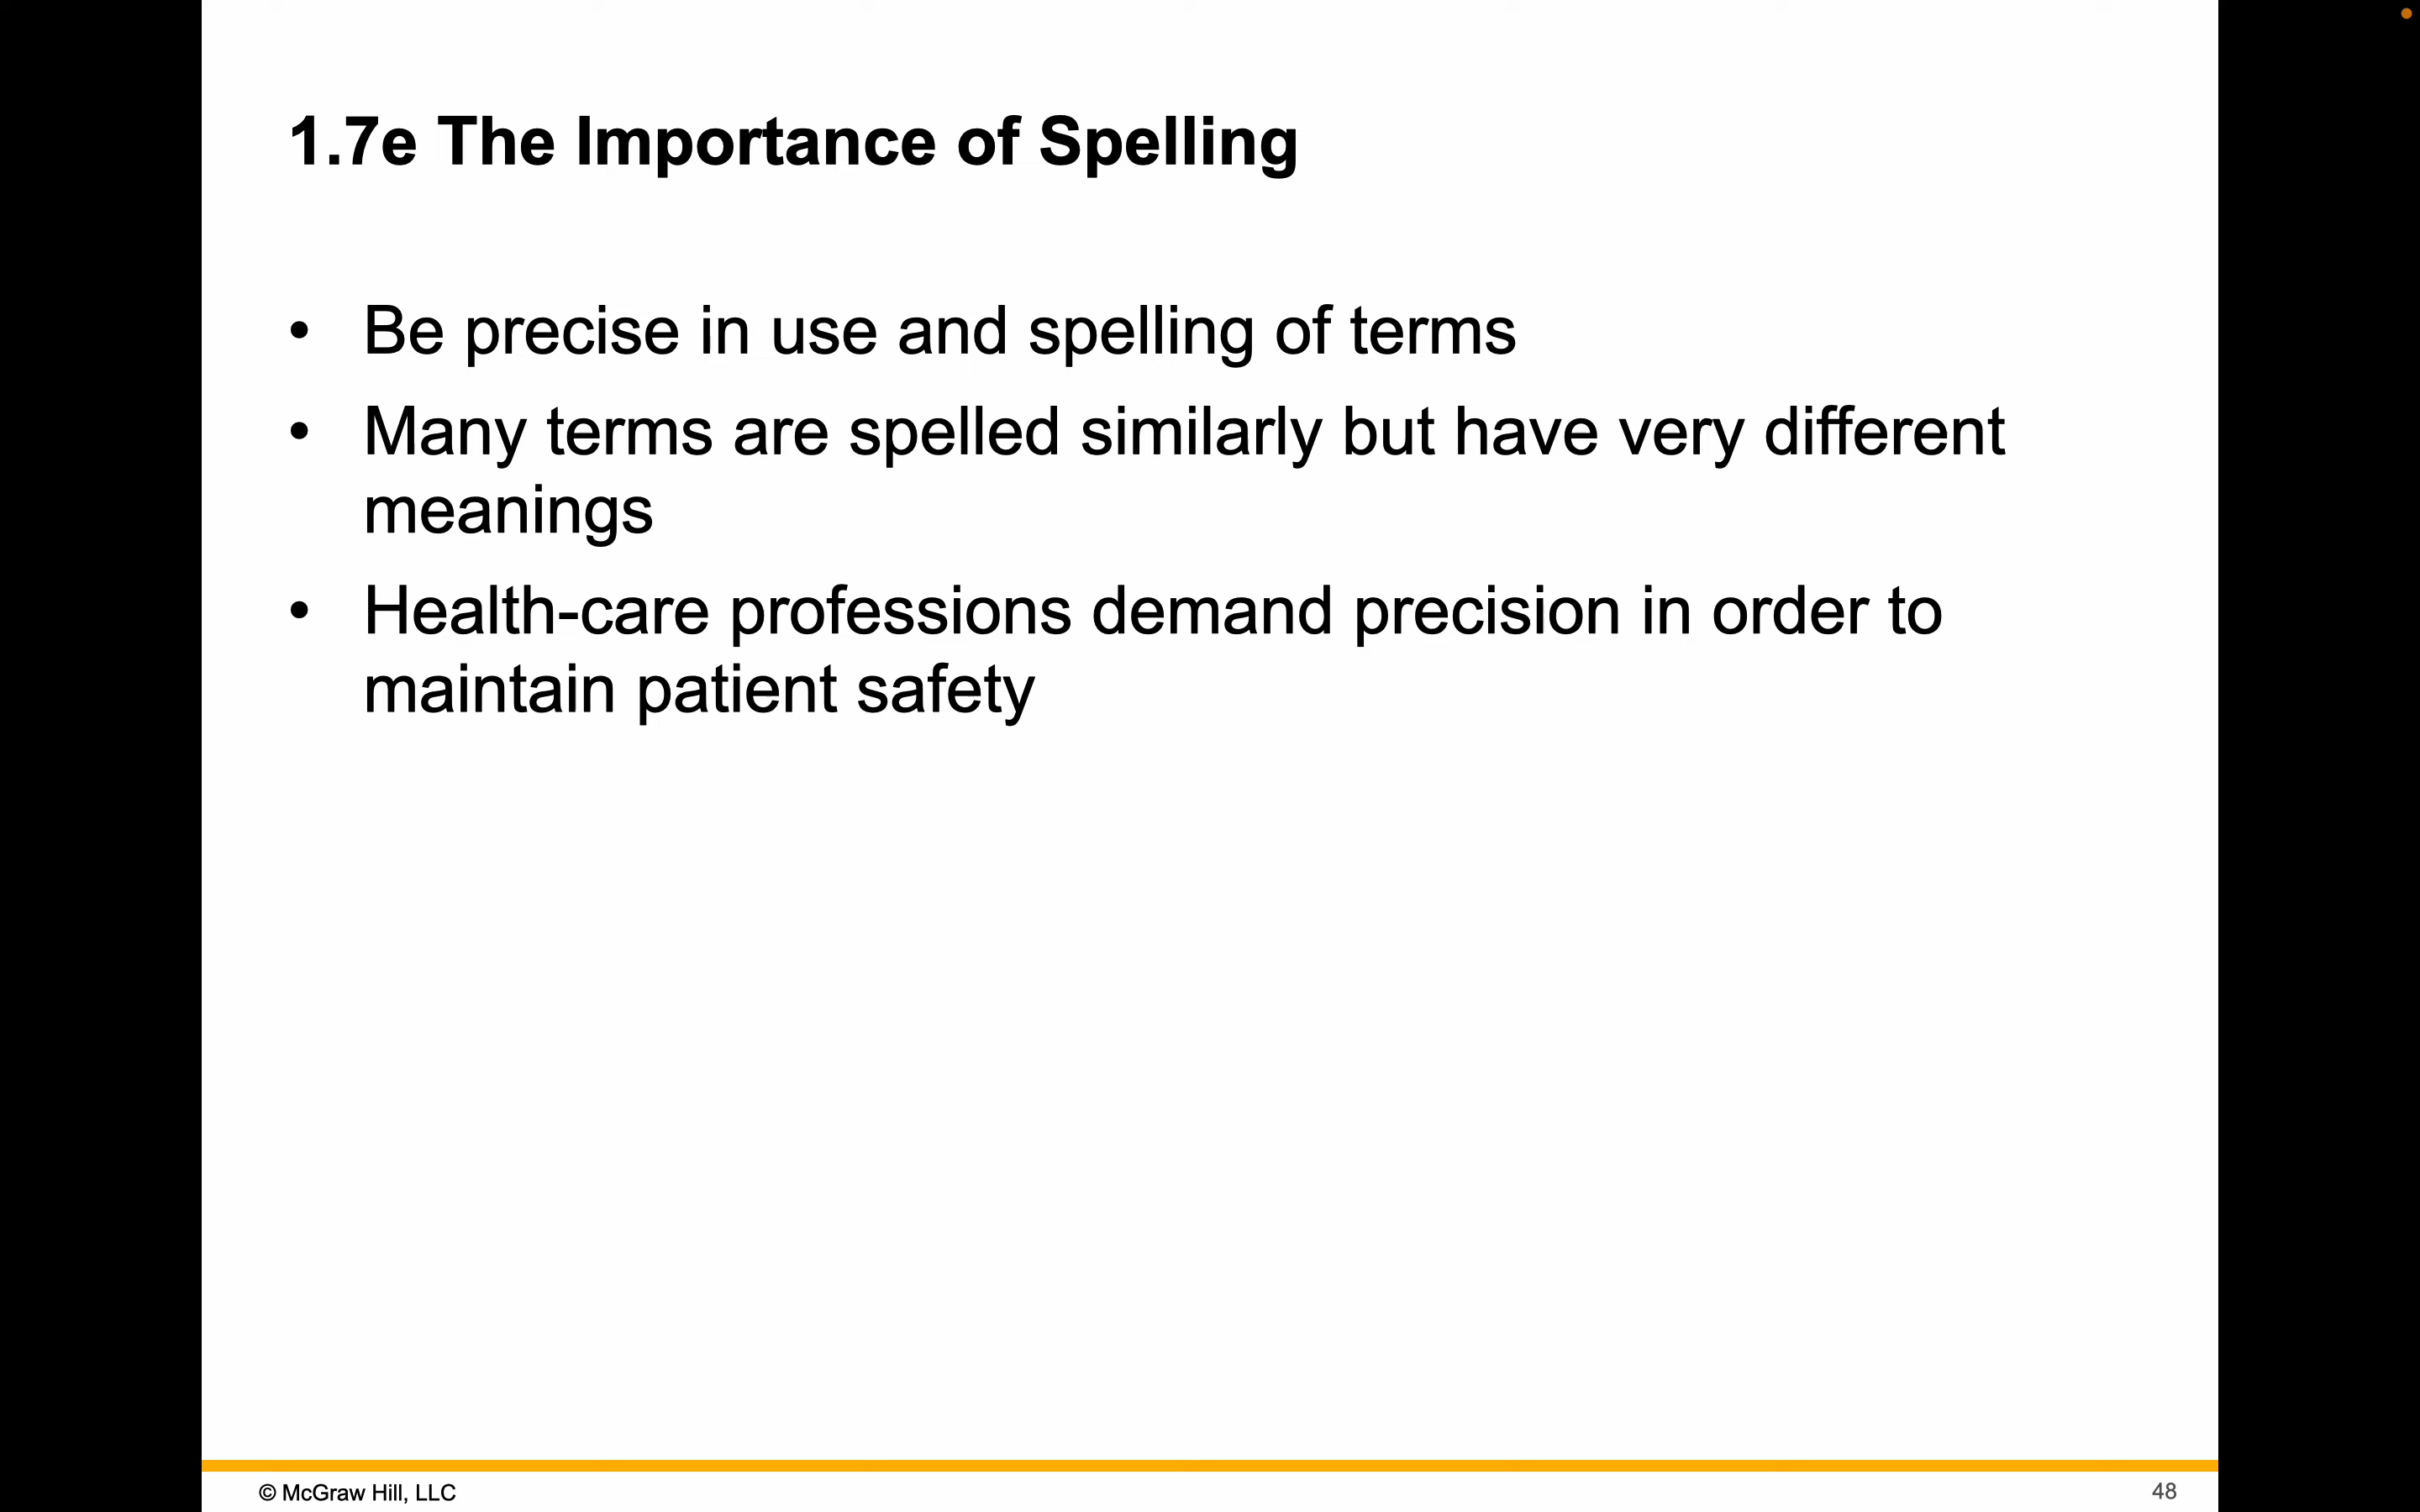 1.7e The Importance of Spelling
• Be precise in use and spelling of terms
• Many terms are spelled similarly but have very different
meanings
• Health-care professions demand precision in order to
maintain patient safety
© McGraw Hill, LLC
48